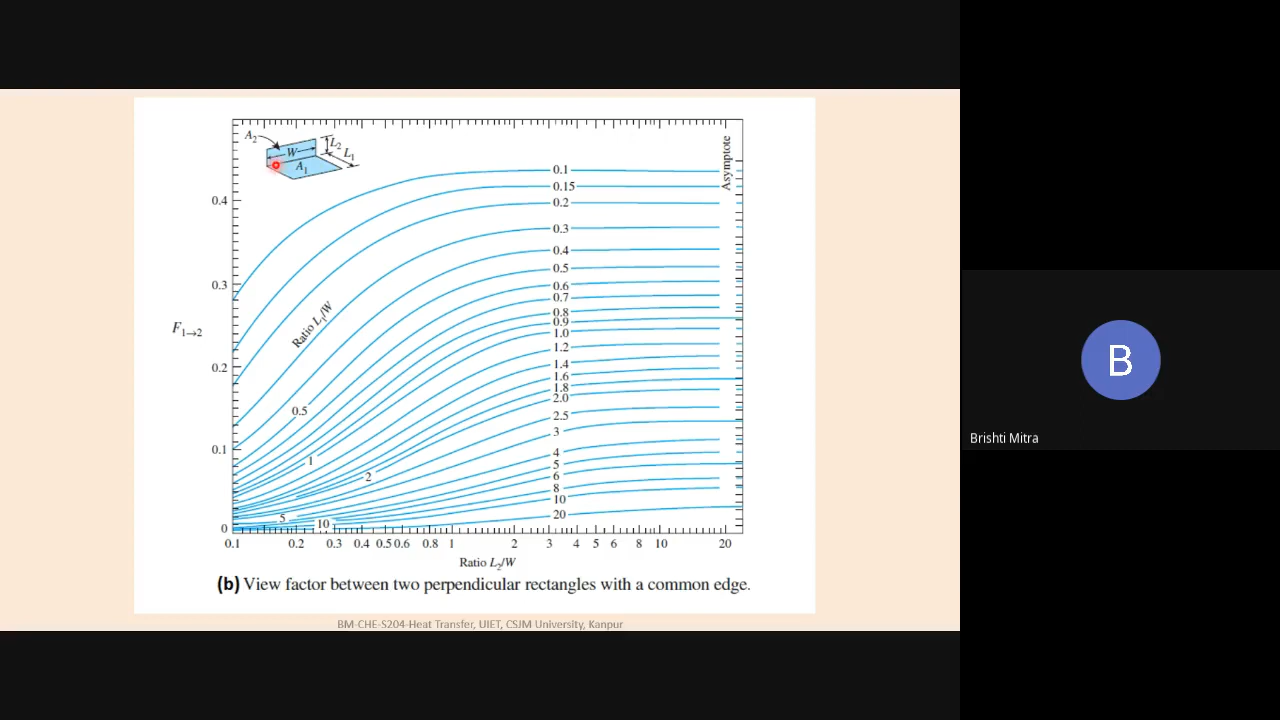 A2
W
L2
L1
A1
Asymptote
0.1
0.15
0.2
0.3
0.4
0.5
0.6
0.7
0.8
0.9
1.0
1.2
1.4
1.6
1.8
2.0
2.5
3
4
5
6
8
10
20
Ratio L1/W
0.5
1
2
5
10
0.4
0.3
F1→2
0.2
0.1
0
0.1 0.2 0.3 0.4 0.5 0.6 0.8 1 2 3 4 5 6 8 10 20
Ratio L2/W
(b) View factor between two perpendicular rectangles with a common edge.
BM-CHE-S204-Heat Transfer, UIET, CSJM University, Kanpur
B
Brishti Mitra